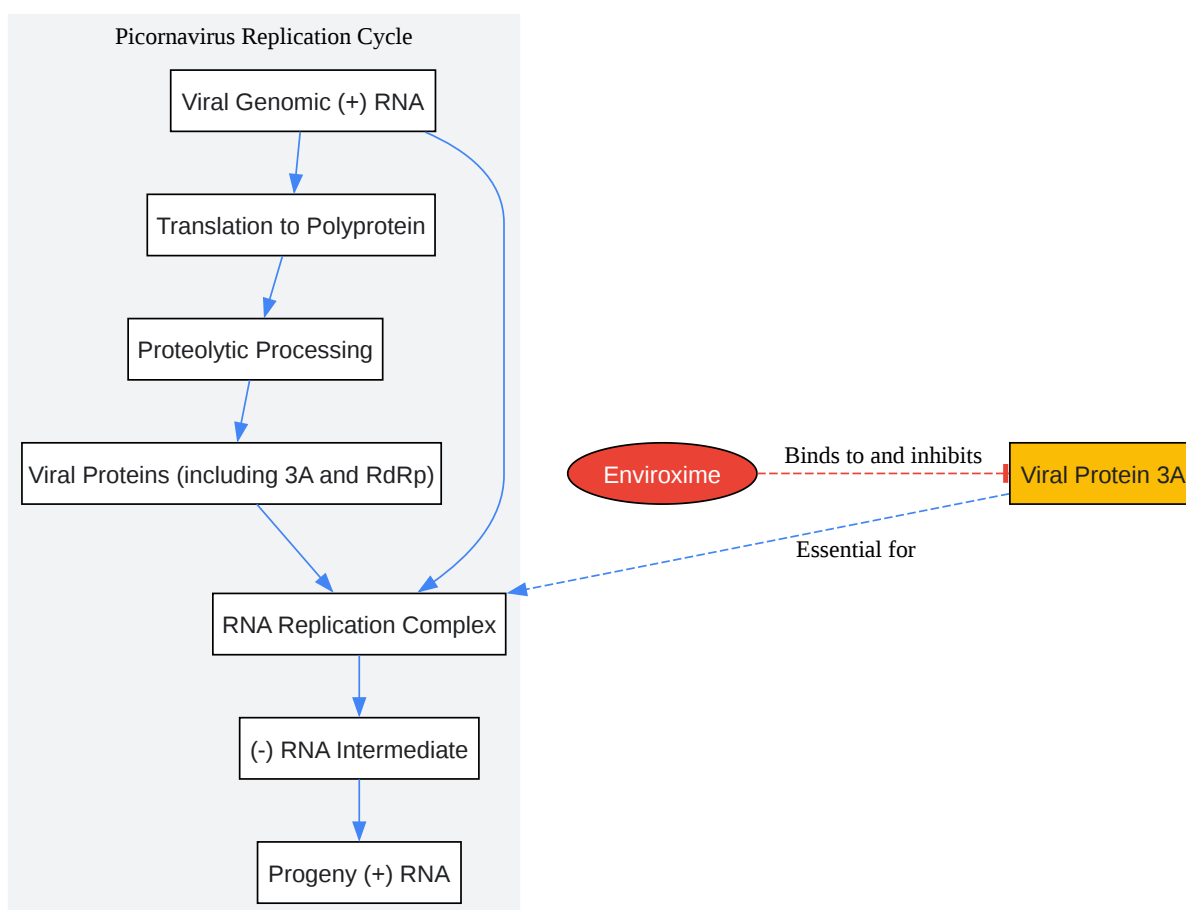 Picornavirus Replication Cycle
Viral Genomic (+) RNA
Translation to Polyprotein
Proteolytic Processing
Viral Proteins (including 3A and RdRp)
Enviroxime
Binds to and inhibits
Viral Protein 3A
Essential for
RNA Replication Complex
(-) RNA Intermediate
Progeny (+) RNA